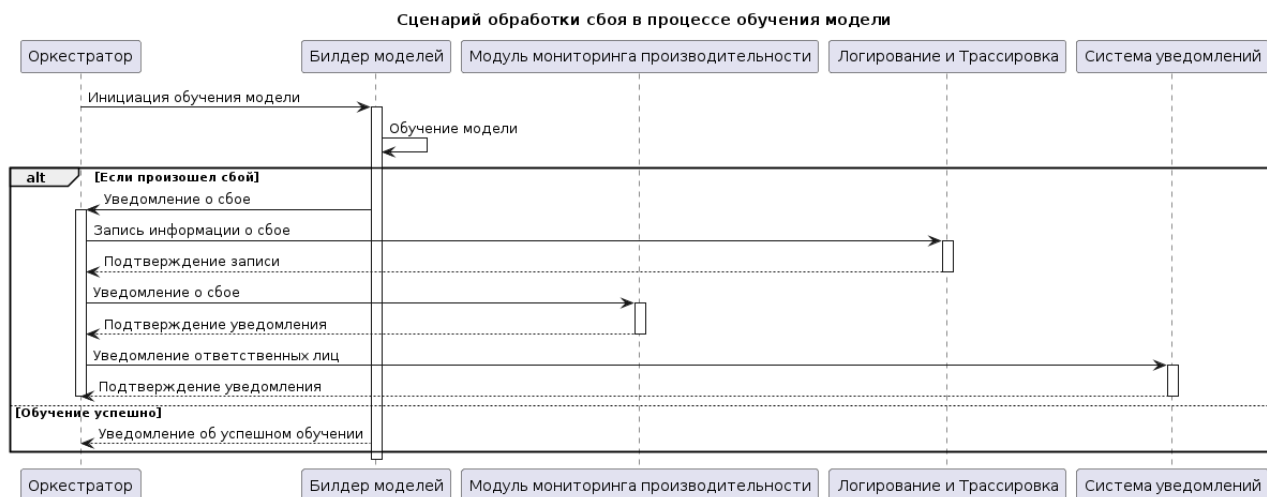 Сценарий обработки сбоя в процессе обучения модели
Оркестратор
Билдер моделей
Модуль мониторинга производительности
Логирование и Трассировка
Система уведомлений
Инициация обучения модели
Обучение модели
alt [Если произошел сбой]
Уведомление о сбое
Запись информации о сбое
Подтверждение записи
Уведомление о сбое
Подтверждение уведомления
Уведомление ответственных лиц
Подтверждение уведомления
[Обучение успешно]
Уведомление об успешном обучении
Оркестратор
Билдер моделей
Модуль мониторинга производительности
Логирование и Трассировка
Система уведомлений